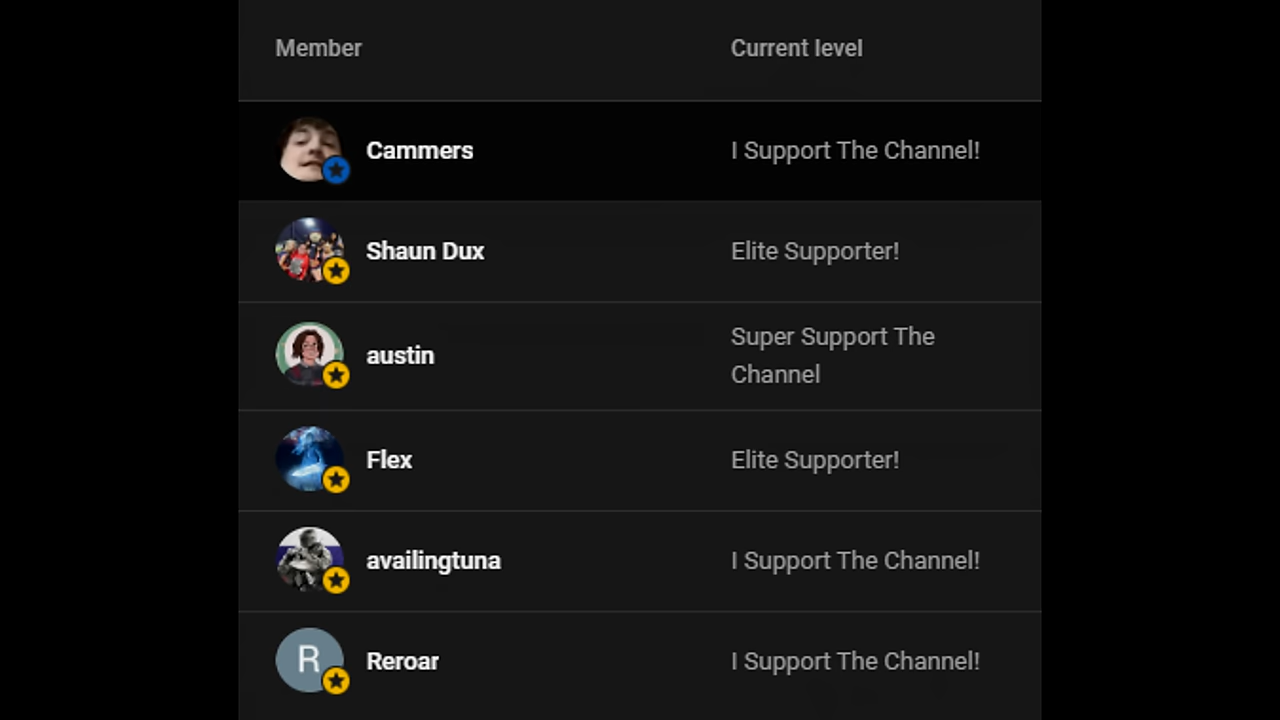 Member Current level
Cammers I Support The Channel!
Shaun Dux Elite Supporter!
austin Super Support The
Channel
Flex Elite Supporter!
availingtuna I Support The Channel!
R Reroar I Support The Channel!